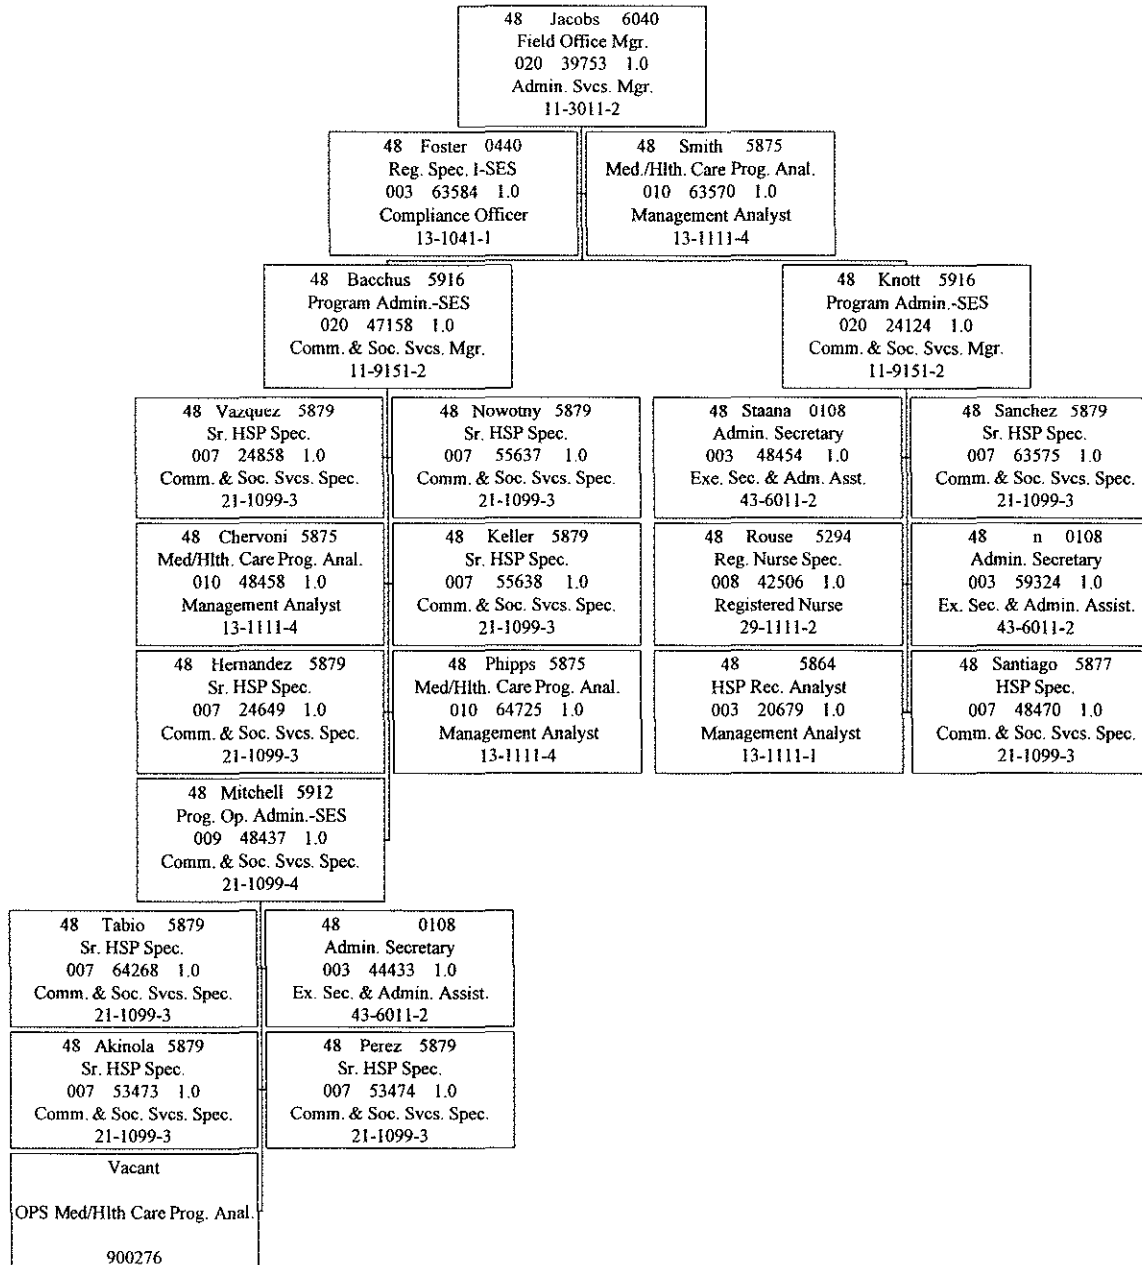 48 Jacobs 6040
Field Office Mgr.
020 39753 1.0
Admin. Svcs. Mgr.
11-3011-2
48 Foster 0440
Reg. Spec. I-SES
003 63584 1.0
Compliance Officer
13-1041-1
48 Smith 5875
Med./Hlth. Care Prog. Anal.
010 63570 1.0
Management Analyst
13-1111-4
48 Bacchus 5916
Program Admin.-SES
020 47158 1.0
Comm. & Soc. Svcs. Mgr.
11-9151-2
48 Knott 5916
Program Admin.-SES
020 24124 1.0
Comm. & Soc. Svcs. Mgr.
11-9151-2
48 Vazquez 5879
Sr. HSP Spec.
007 24858 1.0
Comm. & Soc. Svcs. Spec.
21-1099-3
48 Nowotny 5879
Sr. HSP Spec.
007 55637 1.0
Comm. & Soc. Svcs. Spec.
21-1099-3
48 Staana 0108
Admin. Secretary
003 48454 1.0
Exe. Sec. & Adm. Asst.
43-6011-2
48 Sanchez 5879
Sr. HSP Spec.
007 63575 1.0
Comm. & Soc. Svcs. Spec.
21-1099-3
48 Chervoni 5875
Med/Hlth. Care Prog. Anal.
010 48458 1.0
Management Analyst
13-1111-4
48 Keller 5879
Sr. HSP Spec.
007 55638 1.0
Comm. & Soc. Svcs. Spec.
21-1099-3
48 Rouse 5294
Reg. Nurse Spec.
008 42506 1.0
Registered Nurse
29-1111-2
48 n 0108
Admin. Secretary
003 59324 1.0
Ex. Sec. & Admin. Assist.
43-6011-2
48 Hernandez 5879
Sr. HSP Spec.
007 24649 1.0
Comm. & Soc. Svcs. Spec.
21-1099-3
48 Phipps 5875
Med/Hlth. Care Prog. Anal.
010 64725 1.0
Management Analyst
13-1111-4
48 5864
HSP Rec. Analyst
003 20679 1.0
Management Analyst
13-1111-1
48 Santiago 5877
HSP Spec.
007 48470 1.0
Comm. & Soc. Svcs. Spec.
21-1099-3
48 Mitchell 5912
Prog. Op. Admin.-SES
009 48437 1.0
Comm. & Soc. Svcs. Spec.
21-1099-4
48 Tabio 5879
Sr. HSP Spec.
007 64268 1.0
Comm. & Soc. Svcs. Spec.
21-1099-3
48 0108
Admin. Secretary
003 44433 1.0
Ex. Sec. & Admin. Assist.
43-6011-2
48 Akinola 5879
Sr. HSP Spec.
007 53473 1.0
Comm. & Soc. Svcs. Spec.
21-1099-3
48 Perez 5879
Sr. HSP Spec.
007 53474 1.0
Comm. & Soc. Svcs. Spec.
21-1099-3
Vacant
OPS Med/Hlth Care Prog. Anal.
900276